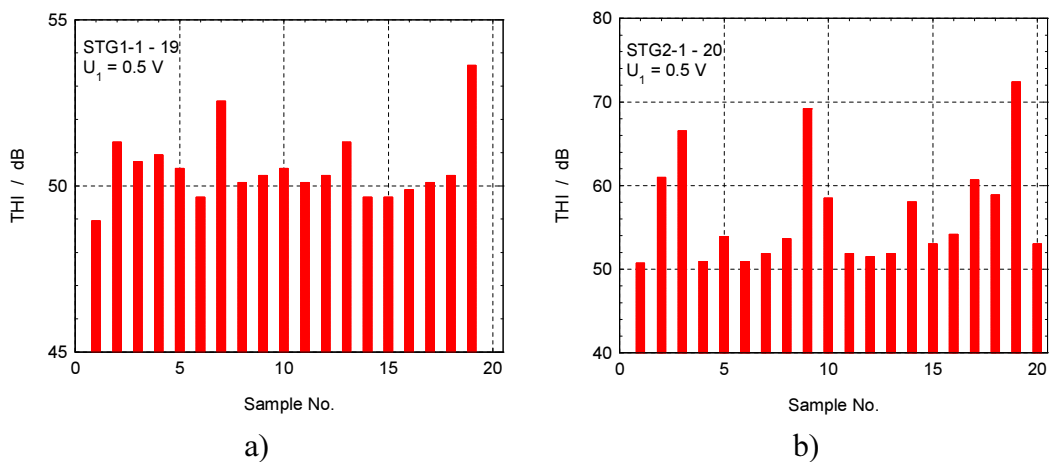 STG1-1 - 19
U1 = 0.5 V
THI / dB
55
50
45
0 5 10 15 20
Sample No.
a)
STG2-1 - 20
U1 = 0.5 V
THI / dB
80
70
60
50
40
0 5 10 15 20
Sample No.
b)